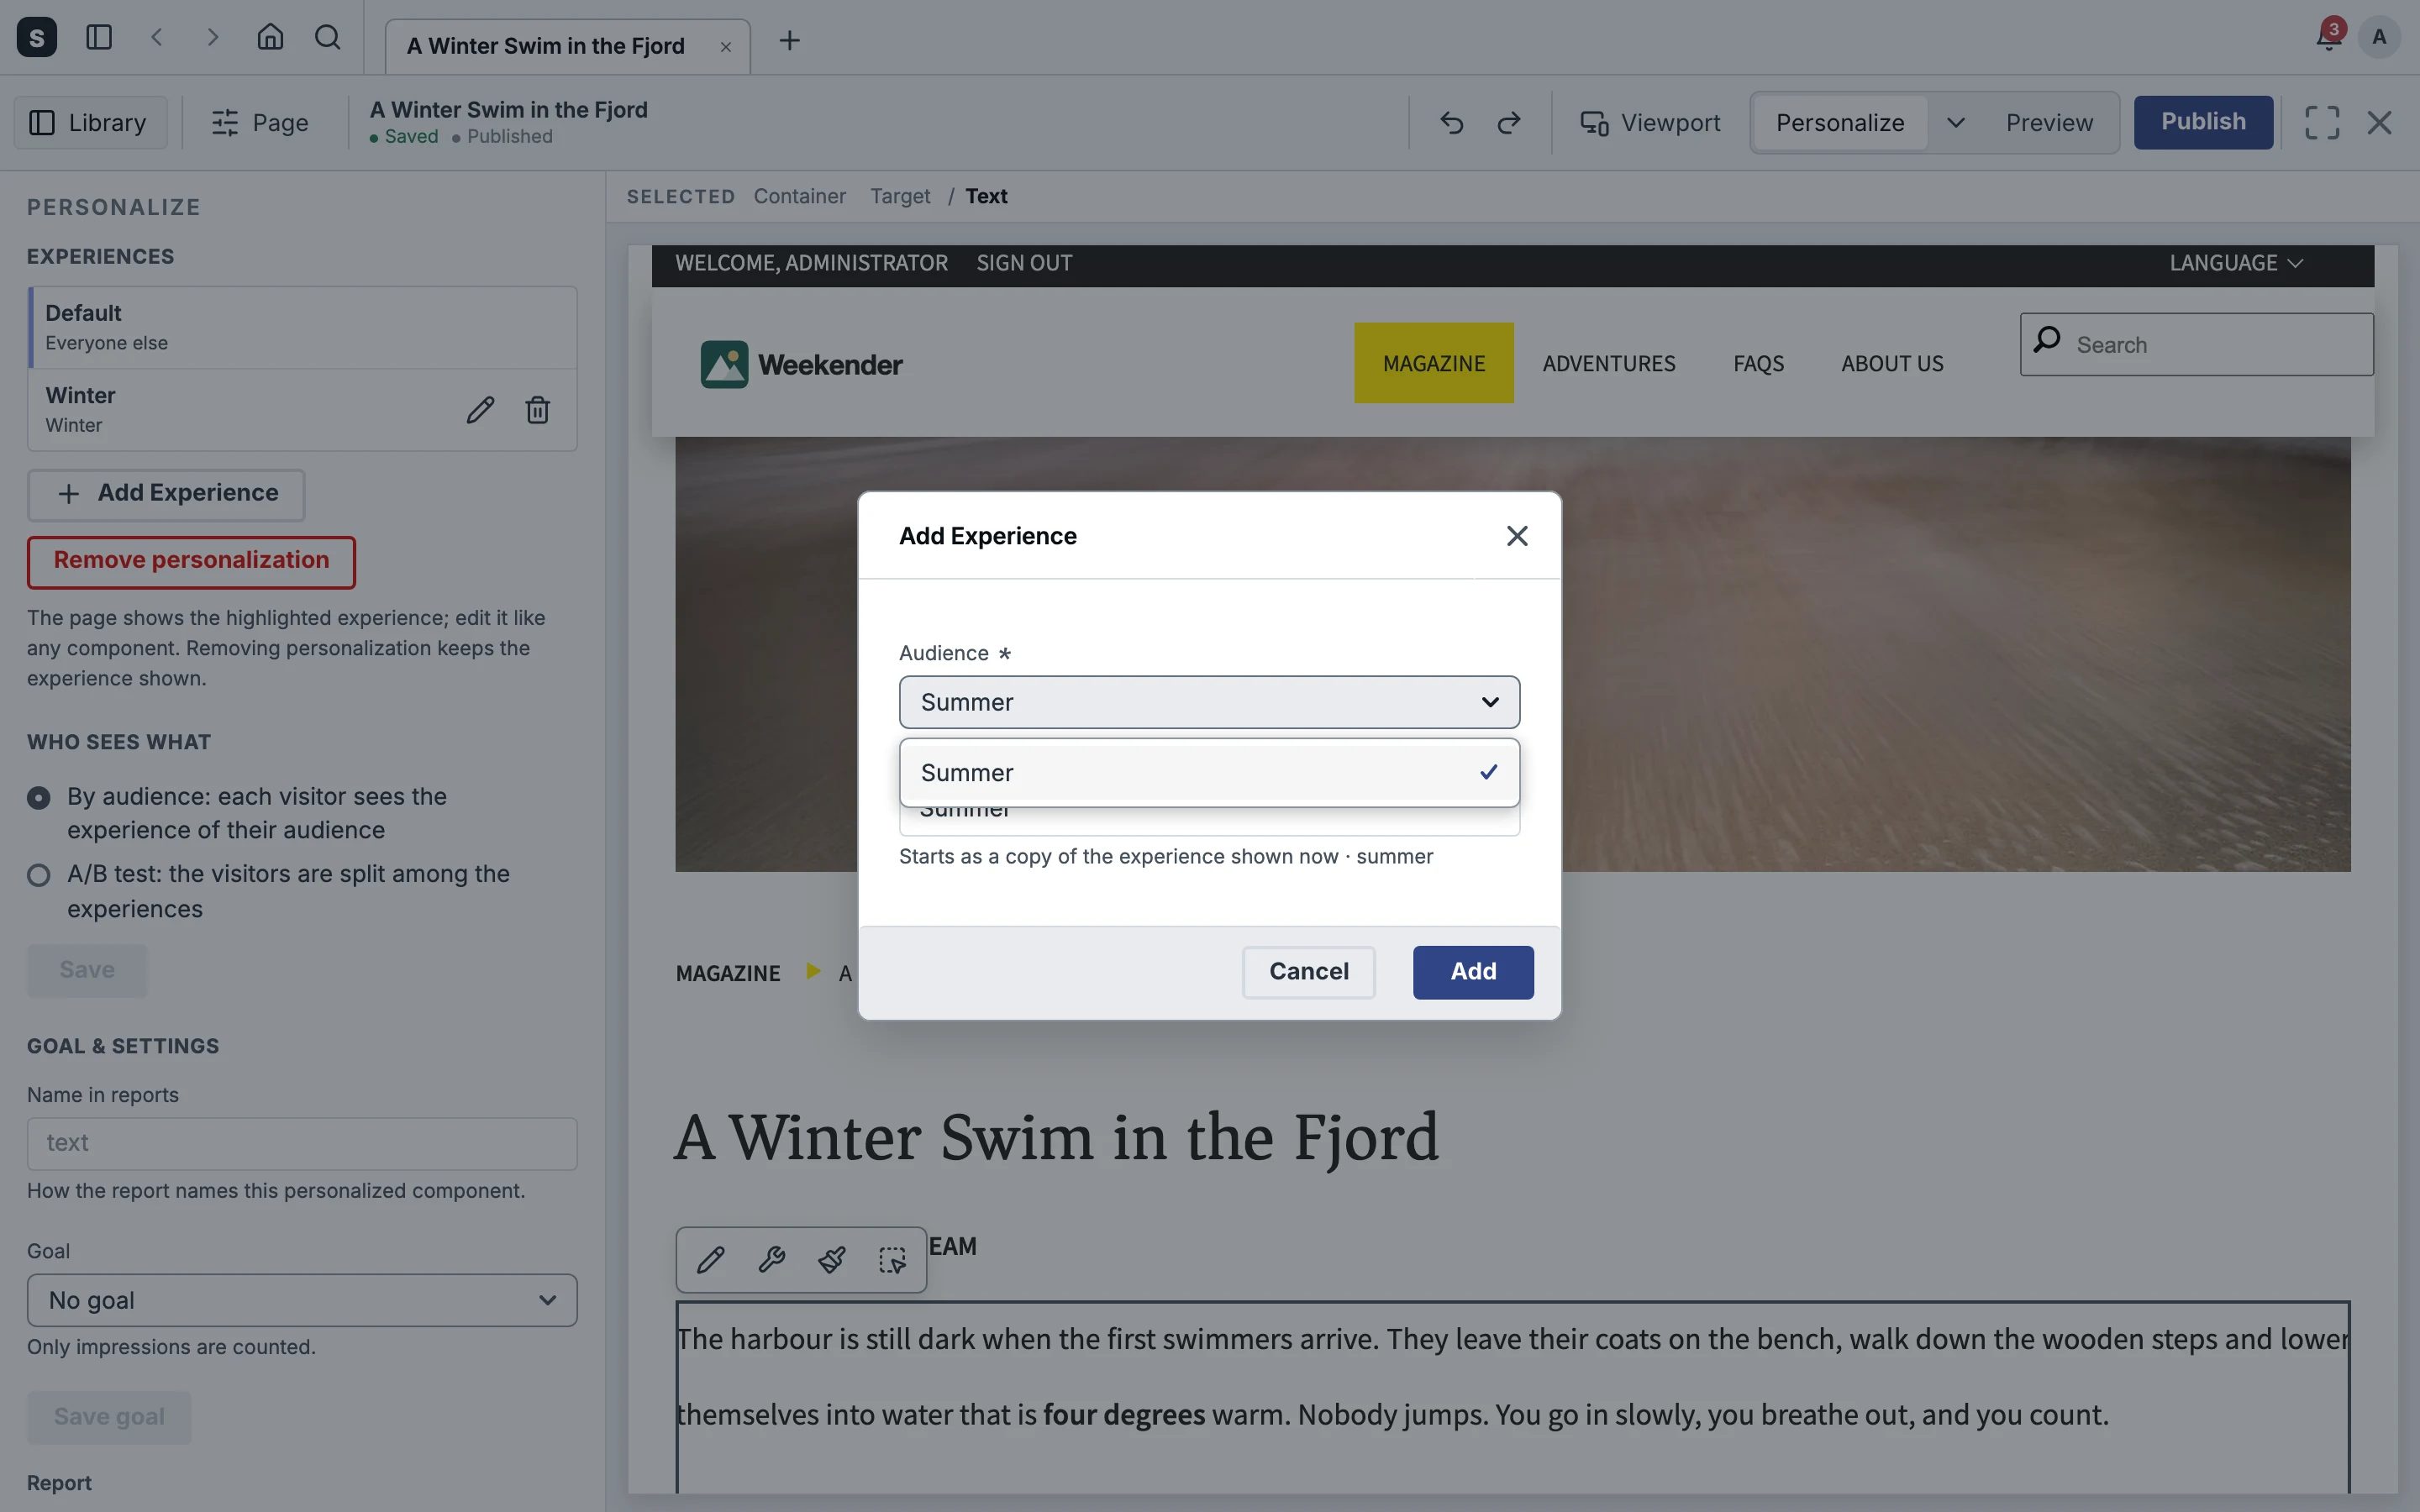 S
A Winter Swim in the Fjord
3
A
Library
Page
A Winter Swim in the Fjord
Saved
Published
Viewport
Personalize
Preview
Publish
PERSONALIZE
EXPERIENCES
Default
Everyone else
Winter
Winter
Add Experience
Remove personalization
The page shows the highlighted experience; edit it like
any component. Removing personalization keeps the
experience shown.
WHO SEES WHAT
By audience: each visitor sees the
experience of their audience
A/B test: the visitors are split among the
experiences
Save
GOAL & SETTINGS
Name in reports
text
How the report names this personalized component.
Goal
No goal
Only impressions are counted.
Save goal
Report
SELECTED Container Target / Text
WELCOME, ADMINISTRATOR SIGN OUT LANGUAGE
Weekender
MAGAZINE ADVENTURES FAQS ABOUT US
Search
Add Experience
Audience *
Summer
Summer
Summer
Starts as a copy of the experience shown now · summer
Cancel
Add
MAGAZINE A
A Winter Swim in the Fjord
EAM
The harbour is still dark when the first swimmers arrive. They leave their coats on the bench, walk down the wooden steps and lower
themselves into water that is four degrees warm. Nobody jumps. You go in slowly, you breathe out, and you count.